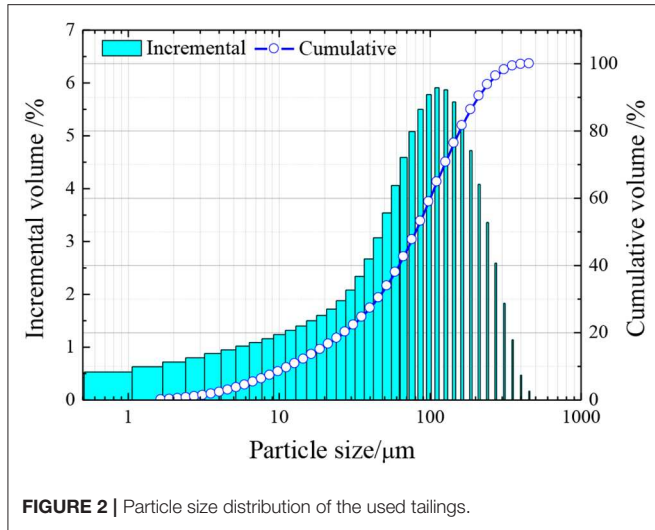 Incremental Cumulative
7
6
5
4
3
2
1
0
Incremental volume /%
100
80
60
40
20
0
Cumulative volume /%
1 10 100 1000
Particle size/μm
FIGURE 2 | Particle size distribution of the used tailings.